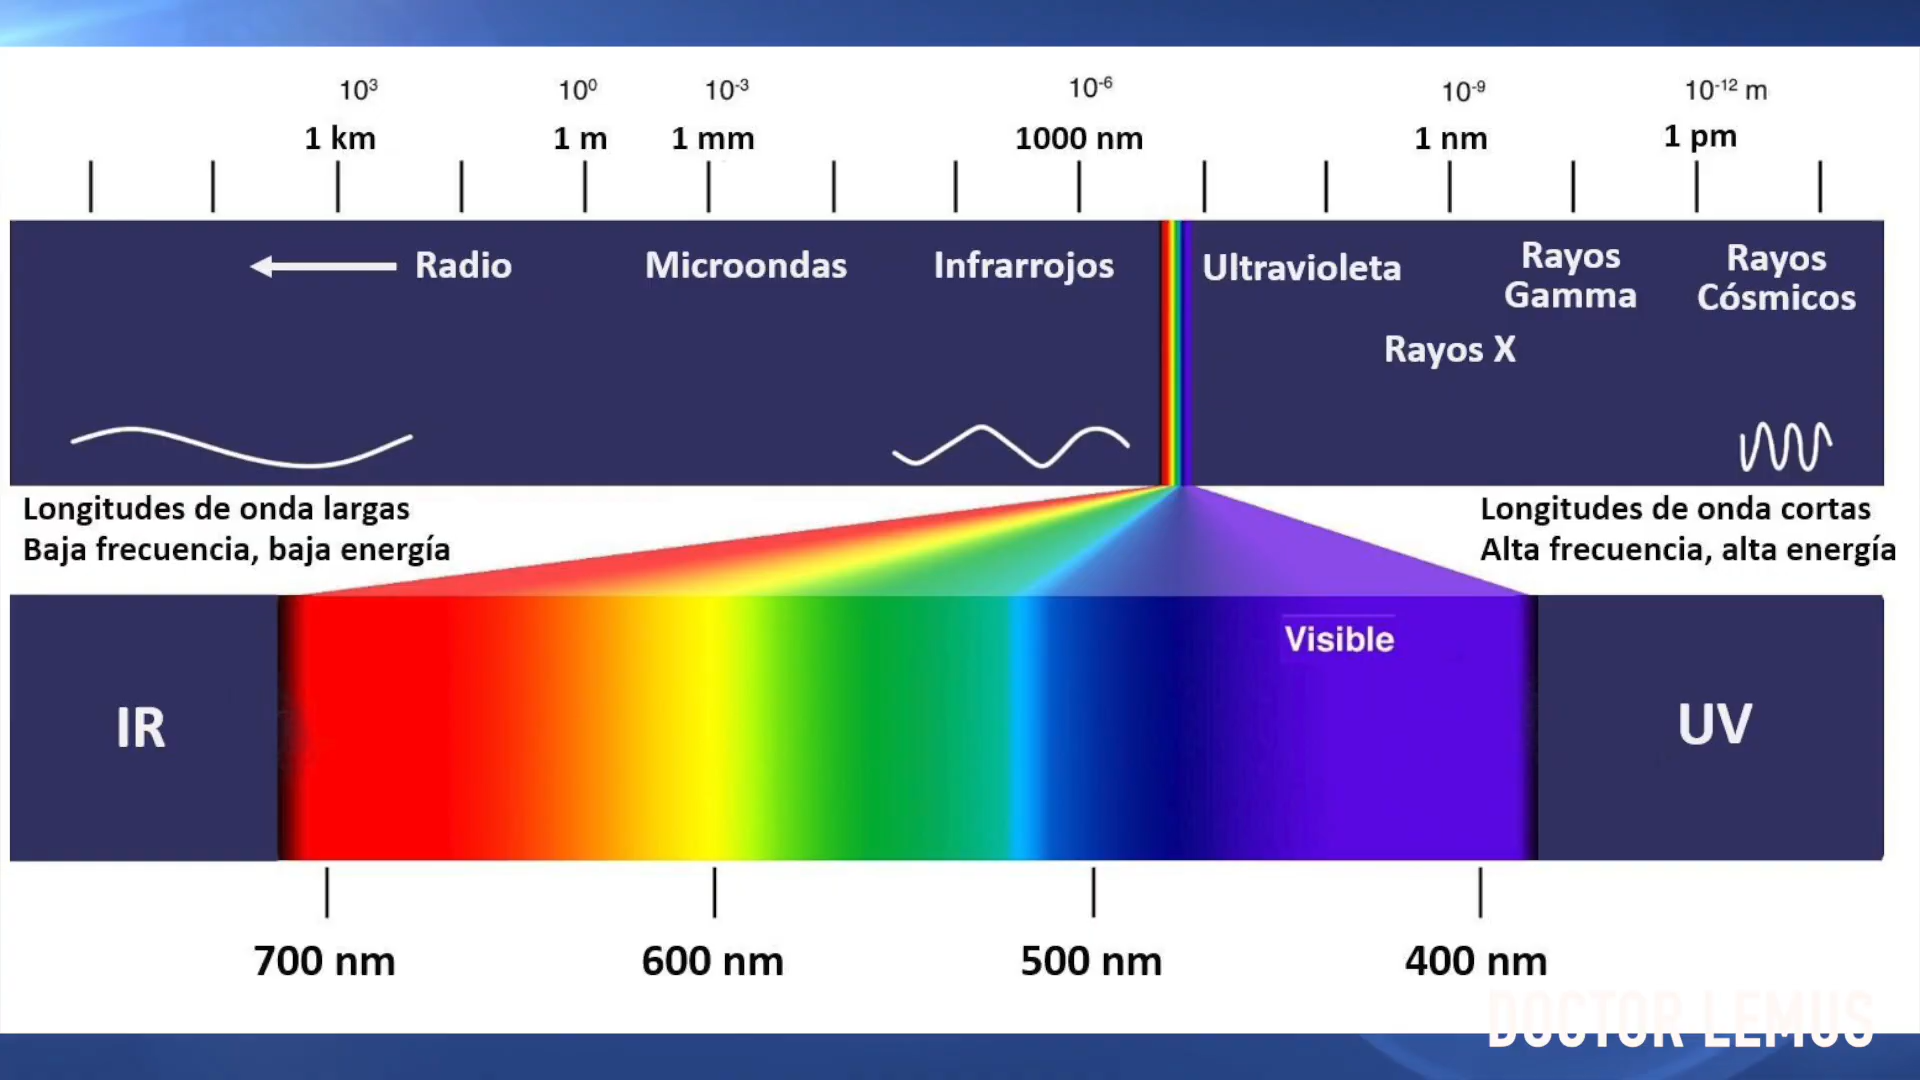 10³ 10⁰ 10⁻³ 10⁻⁶ 10⁻⁹ 10⁻¹² m
1 km 1 m 1 mm 1000 nm 1 nm 1 pm
Radio Microondas Infrarrojos Ultravioleta
Rayos
Gamma
Rayos
Cósmicos
Rayos X
Longitudes de onda largas
Baja frecuencia, baja energía
Longitudes de onda cortas
Alta frecuencia, alta energía
Visible
IR
UV
700 nm 600 nm 500 nm 400 nm
DOCTOR LEMUS